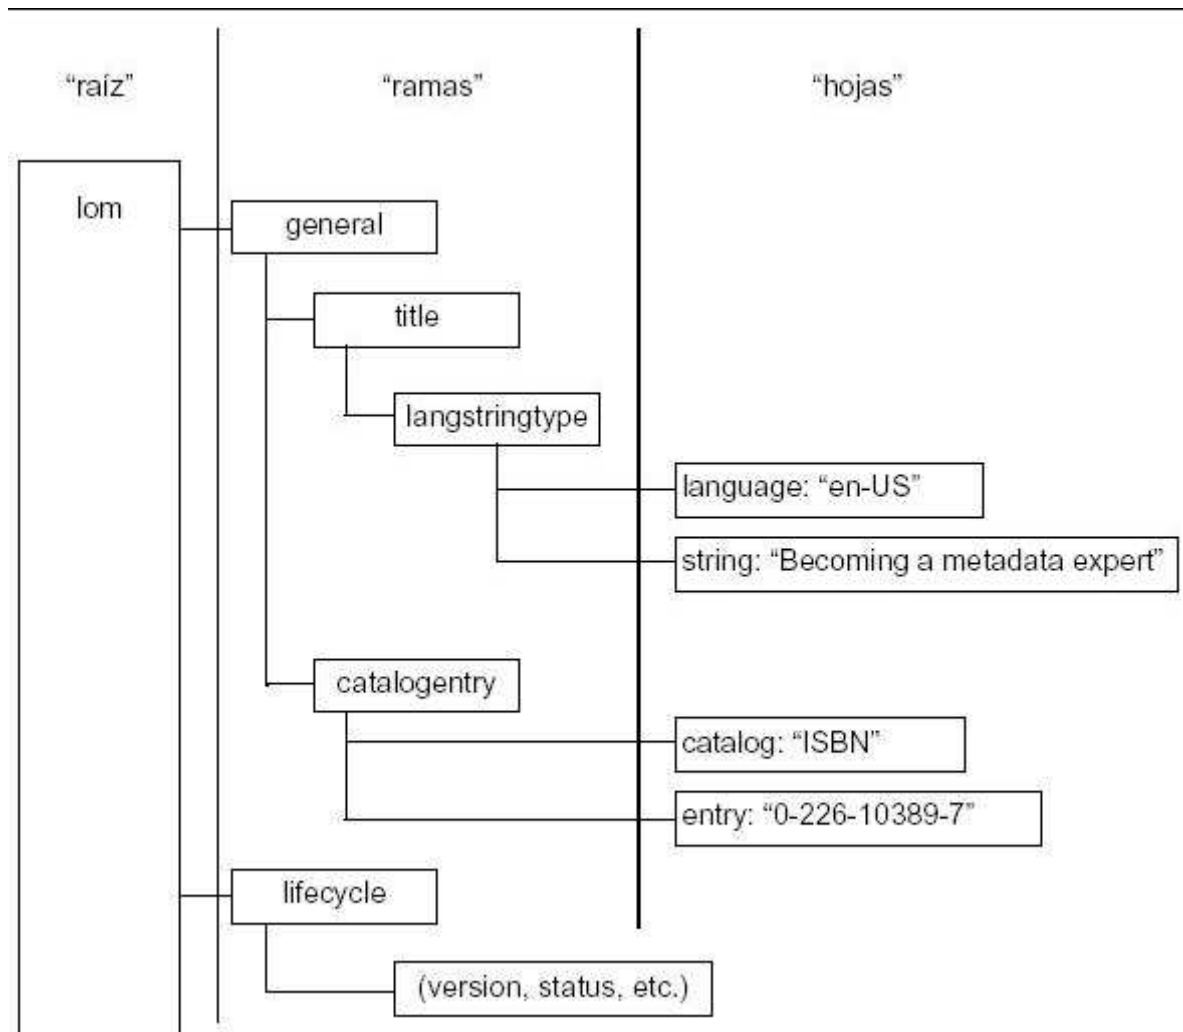 “raíz” “ramas” “hojas”
lom
general
title
langstringtype
language: “en-US”
string: “Becoming a metadata expert”
catalogentry
catalog: “ISBN”
entry: “0-226-10389-7”
lifecycle
(version, status, etc.)